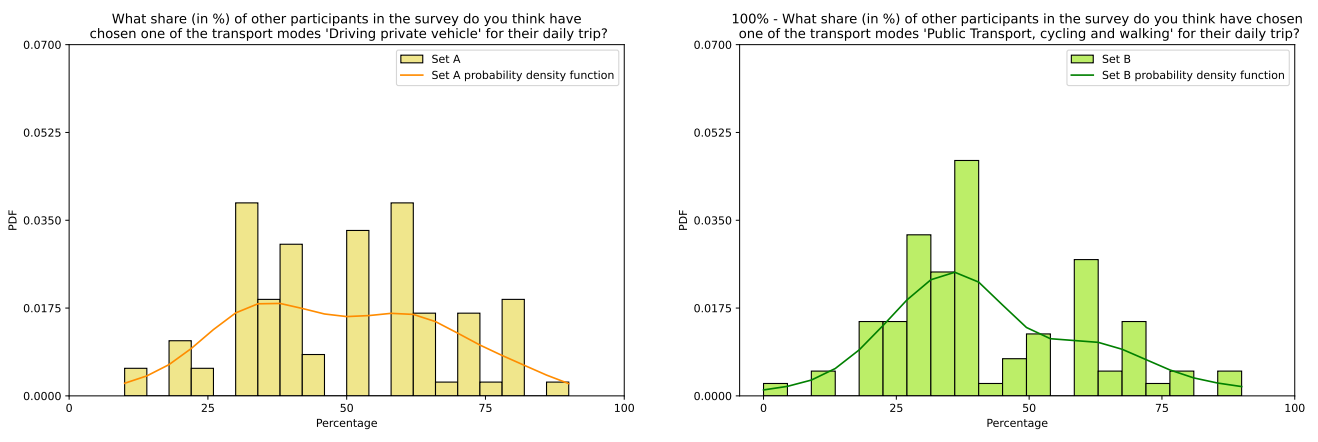 What share (in %) of other participants in the survey do you think have
chosen one of the transport modes 'Driving private vehicle' for their daily trip?
0.0700
0.0525
0.0350
0.0175
0.0000
PDF
Set A
Set A probability density function
0
25
50
75
100
Percentage
100% - What share (in %) of other participants in the survey do you think have chosen
one of the transport modes 'Public Transport, cycling and walking' for their daily trip?
0.0700
0.0525
0.0350
0.0175
0.0000
PDF
Set B
Set B probability density function
0
25
50
75
100
Percentage